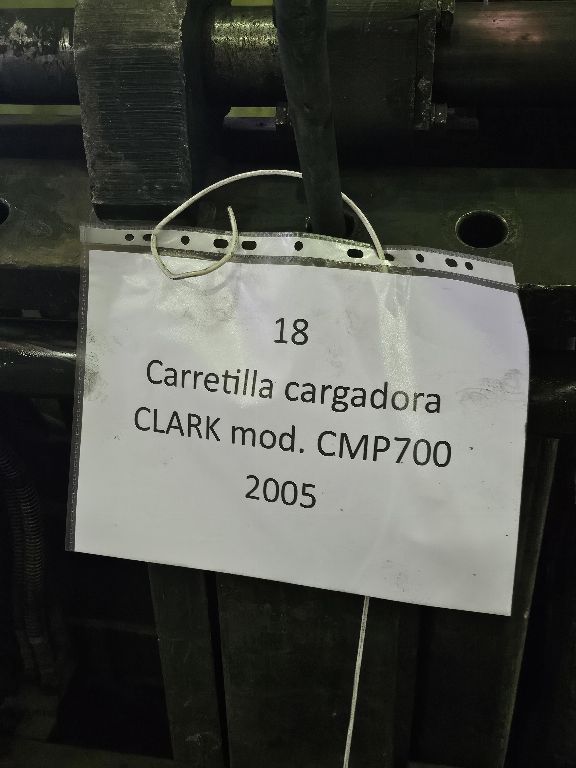 18
Carretilla cargadora
CLARK mod. CMP700
2005